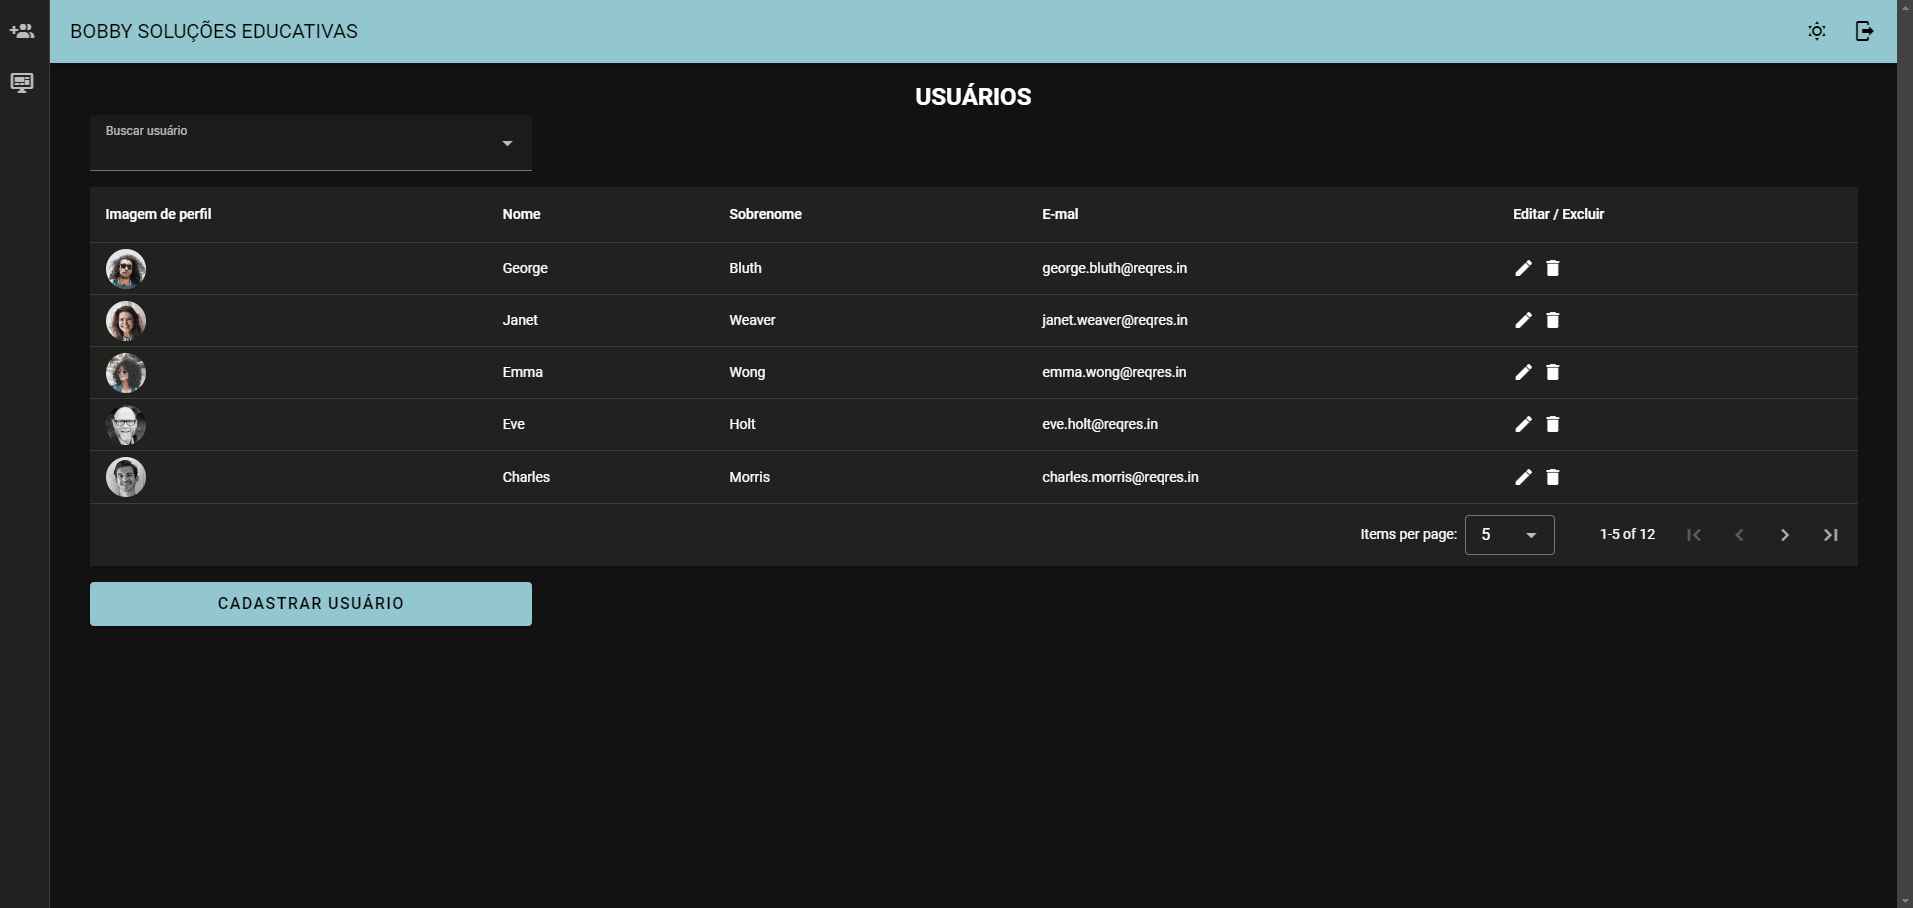 BOBBY SOLUÇÕES EDUCATIVAS
USUÁRIOS
Buscar usuário
Imagem de perfil Nome Sobrenome E-mal Editar / Excluir
George Bluth george.bluth@reqres.in
Janet Weaver janet.weaver@reqres.in
Emma Wong emma.wong@reqres.in
Eve Holt eve.holt@reqres.in
Charles Morris charles.morris@reqres.in
Items per page: 5 1-5 of 12
CADASTRAR USUÁRIO